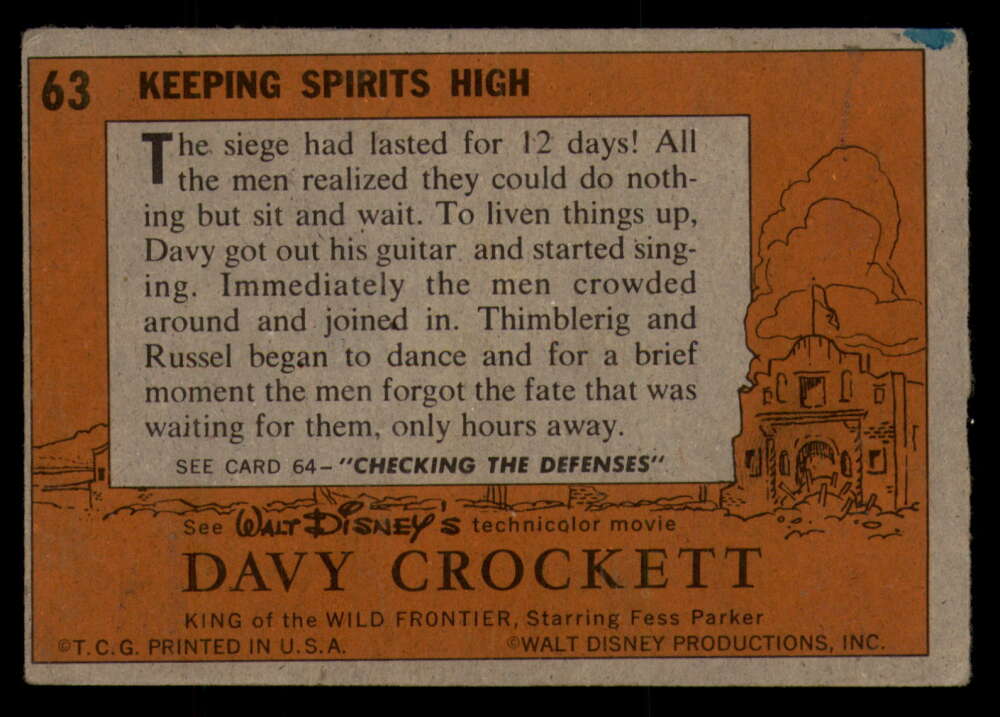 63 KEEPING SPIRITS HIGH
The siege had lasted for 12 days! All
the men realized they could do noth-
ing but sit and wait. To liven things up,
Davy got out his guitar and started sing-
ing. Immediately the men crowded
around and joined in. Thimblerig and
Russel began to dance and for a brief
moment the men forgot the fate that was
waiting for them, only hours away.
SEE CARD 64-"CHECKING THE DEFENSES"
See WALT DISNEY'S technicolor movie
DAVY CROCKETT
KING of the WILD FRONTIER, Starring Fess Parker
©T.C.G. PRINTED IN U.S.A. ©WALT DISNEY PRODUCTIONS, INC.